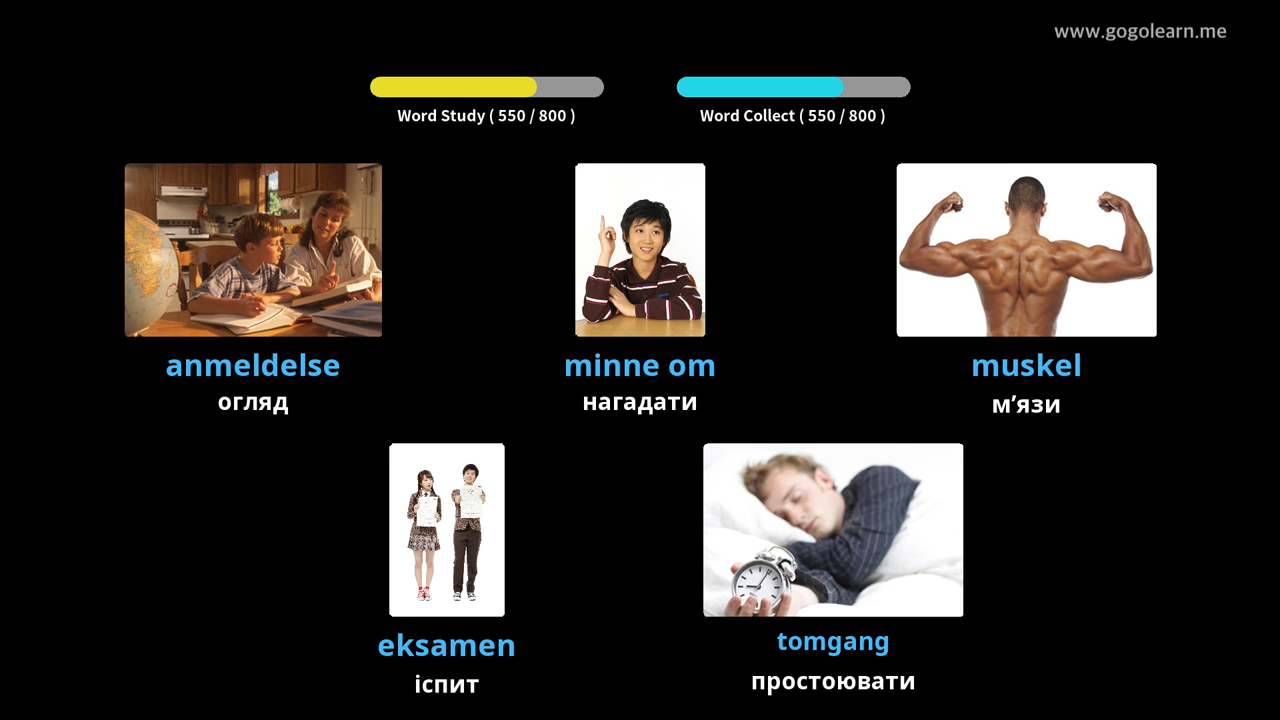 www.gogolearn.me
Word Study ( 550 / 800 )
Word Collect ( 550 / 800 )
anmeldelse
огляд
minne om
нагадати
muskel
м’язи
eksamen
іспит
tomgang
простоювати